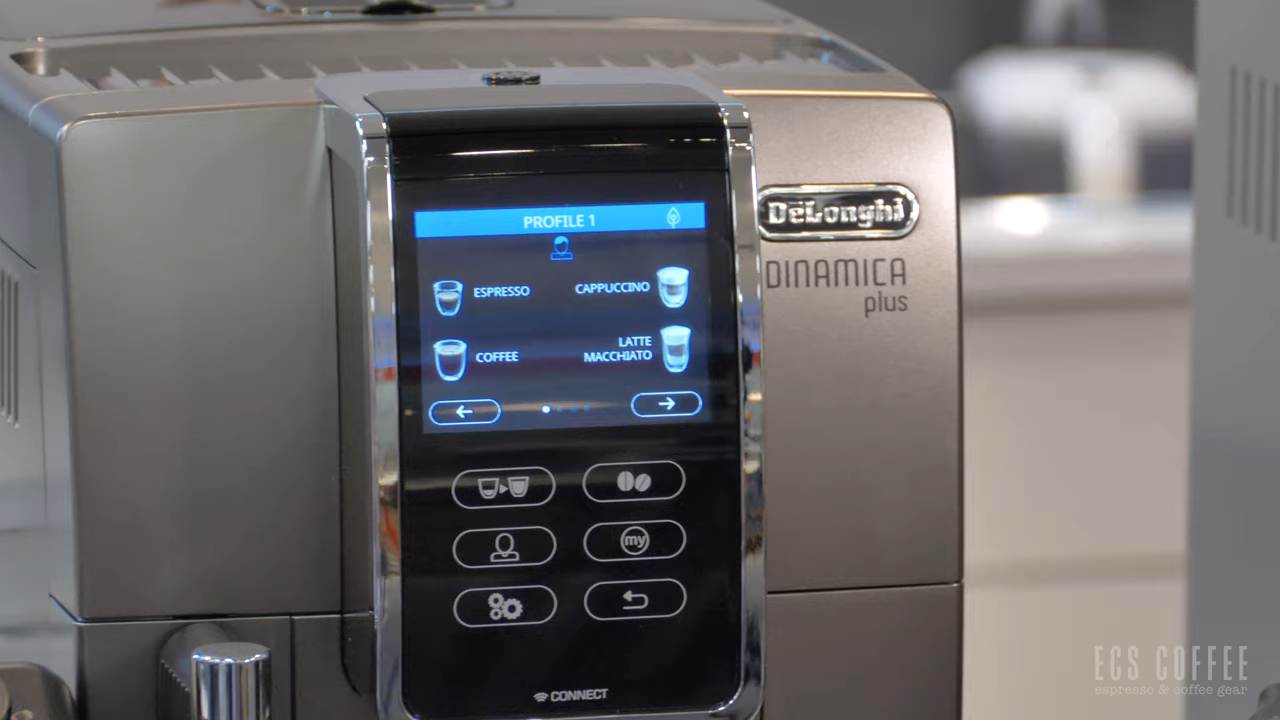 PROFILE 1
ESPRESSO
CAPPUCCINO
COFFEE
LATTE
MACCHIATO
my
CONNECT
DeLonghi
DINAMICA
plus
ECS COFFEE
espresso & coffee gear